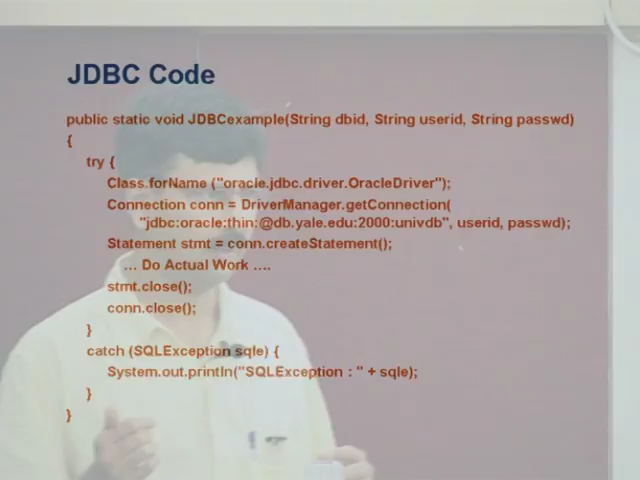 JDBC Code
public static void JDBCexample(String dbid, String userid, String passwd)
{
try {
Class.forName ("oracle.jdbc.driver.OracleDriver");
Connection conn = DriverManager.getConnection(
"jdbc:oracle:thin:@db.yale.edu:2000:univdb", userid, passwd);
Statement stmt = conn.createStatement();
… Do Actual Work ….
stmt.close();
conn.close();
}
catch (SQLException sqle) {
System.out.println("SQLException : " + sqle);
}
}